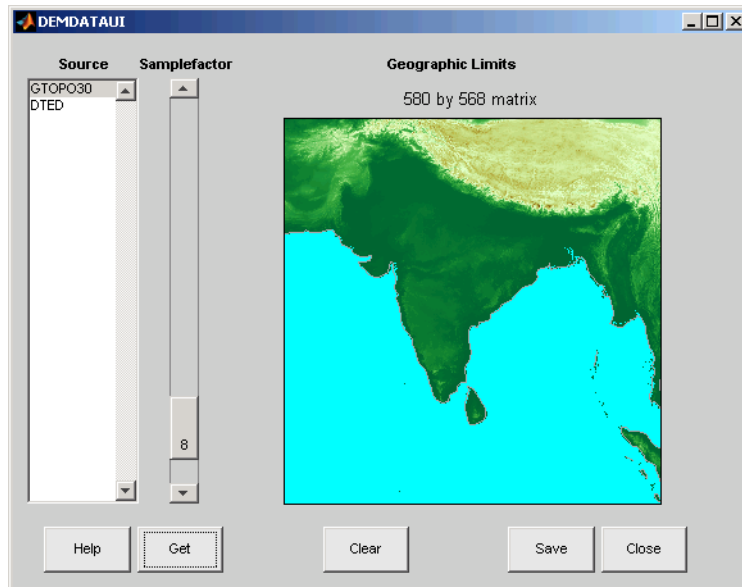 DEMDATAUI
Source
Samplefactor
Geographic Limits
GTOPO30
DTED
580 by 568 matrix
8
Help
Get
Clear
Save
Close